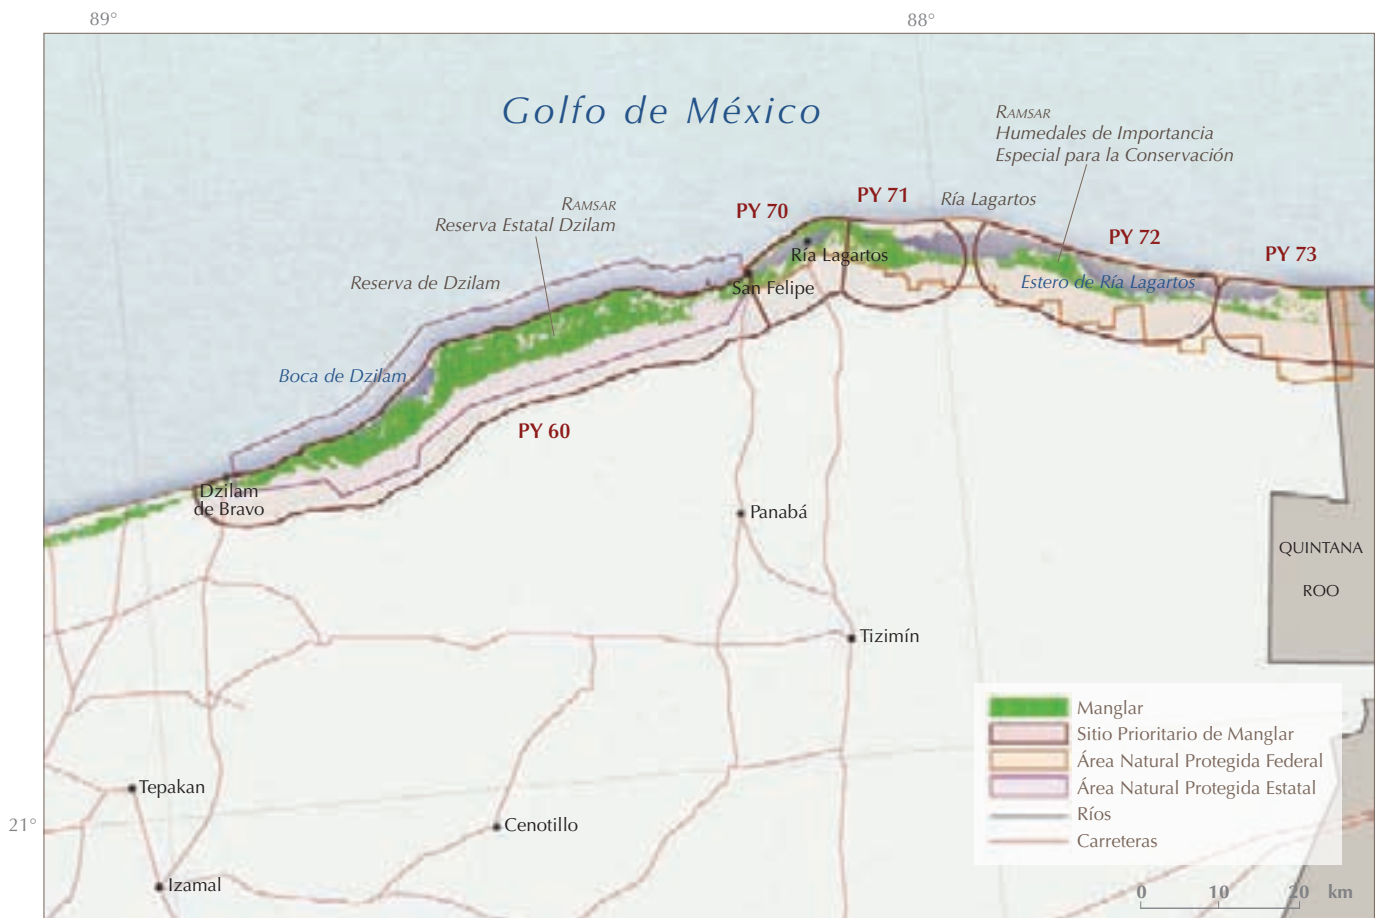 89°
88°
Golfo de México
RAMSAR
Humedales de Importancia
Especial para la Conservación
RAMSAR
Reserva Estatal Dzilam
PY 70
PY 71
Ría Lagartos
PY 72
PY 73
Ría Lagartos
Reserva de Dzilam
San Felipe
Estero de Ría Lagartos
Boca de Dzilam
PY 60
Dzilam
de Bravo
Panabá
QUINTANA
ROO
Tizimín
Manglar
Sitio Prioritario de Manglar
Área Natural Protegida Federal
Área Natural Protegida Estatal
Ríos
Carreteras
Tepakan
21°
Cenotillo
Izamal
0 10 20 km